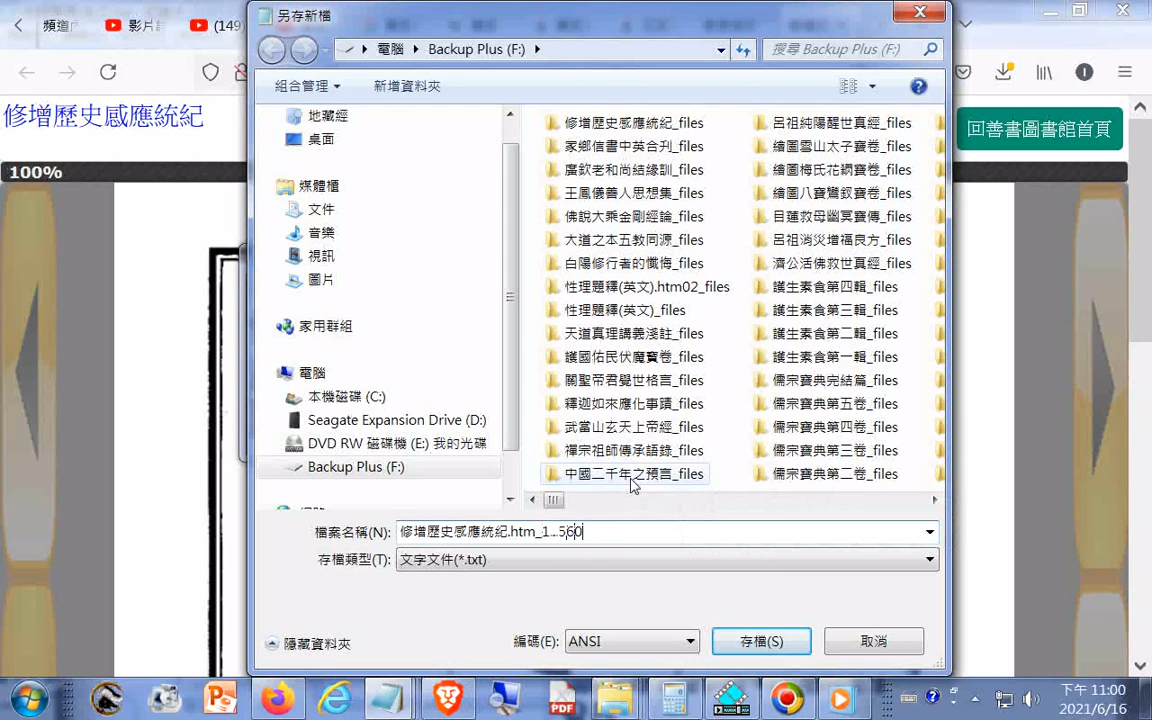 另存新檔
頻道
影片
(149)
電腦
Backup Plus (F:)
搜尋 Backup Plus (F:)
組合管理
新增資料夾
修增歷史感應統紀
回善書圖書館首頁
100%
地藏經
桌面
媒體櫃
文件
音樂
視訊
圖片
家用群組
電腦
本機磁碟 (C:)
Seagate Expansion Drive (D:)
DVD RW 磁碟機 (E:) 我的光碟
Backup Plus (F:)
修增歷史感應統紀_files
家鄉信書中英合刋_files
廣欽老和尚結緣訓_files
王鳳儀善人思想集_files
佛說大乘金剛經論_files
大道之本五教同源_files
白陽修行者的懺悔_files
性理題釋(英文).htm02_files
性理題釋(英文)_files
天道真理講義淺註_files
護國佑民伏魔寶卷_files
關聖帝君覺世格言_files
釋迦如來應化事蹟_files
武當山玄天上帝經_files
禪宗祖師傳承語錄_files
中國二千年之預言_files
呂祖純陽醒世真經_files
繪圖雲山太子寶卷_files
繪圖梅氏花綱寶卷_files
繪圖八寶鸞釵寶卷_files
目蓮救母幽冥寶傳_files
呂祖消災增福良方_files
濟公活佛救世真經_files
護生素食第四輯_files
護生素食第三輯_files
護生素食第二輯_files
護生素食第一輯_files
儒宗寶典完結篇_files
儒宗寶典第五卷_files
儒宗寶典第四卷_files
儒宗寶典第三卷_files
儒宗寶典第二卷_files
檔案名稱(N):
修增歷史感應統紀.htm_1...560
存檔類型(T):
文字文件(*.txt)
隱藏資料夾
編碼(E):
ANSI
存檔(S)
取消
下午 11:00
2021/6/16